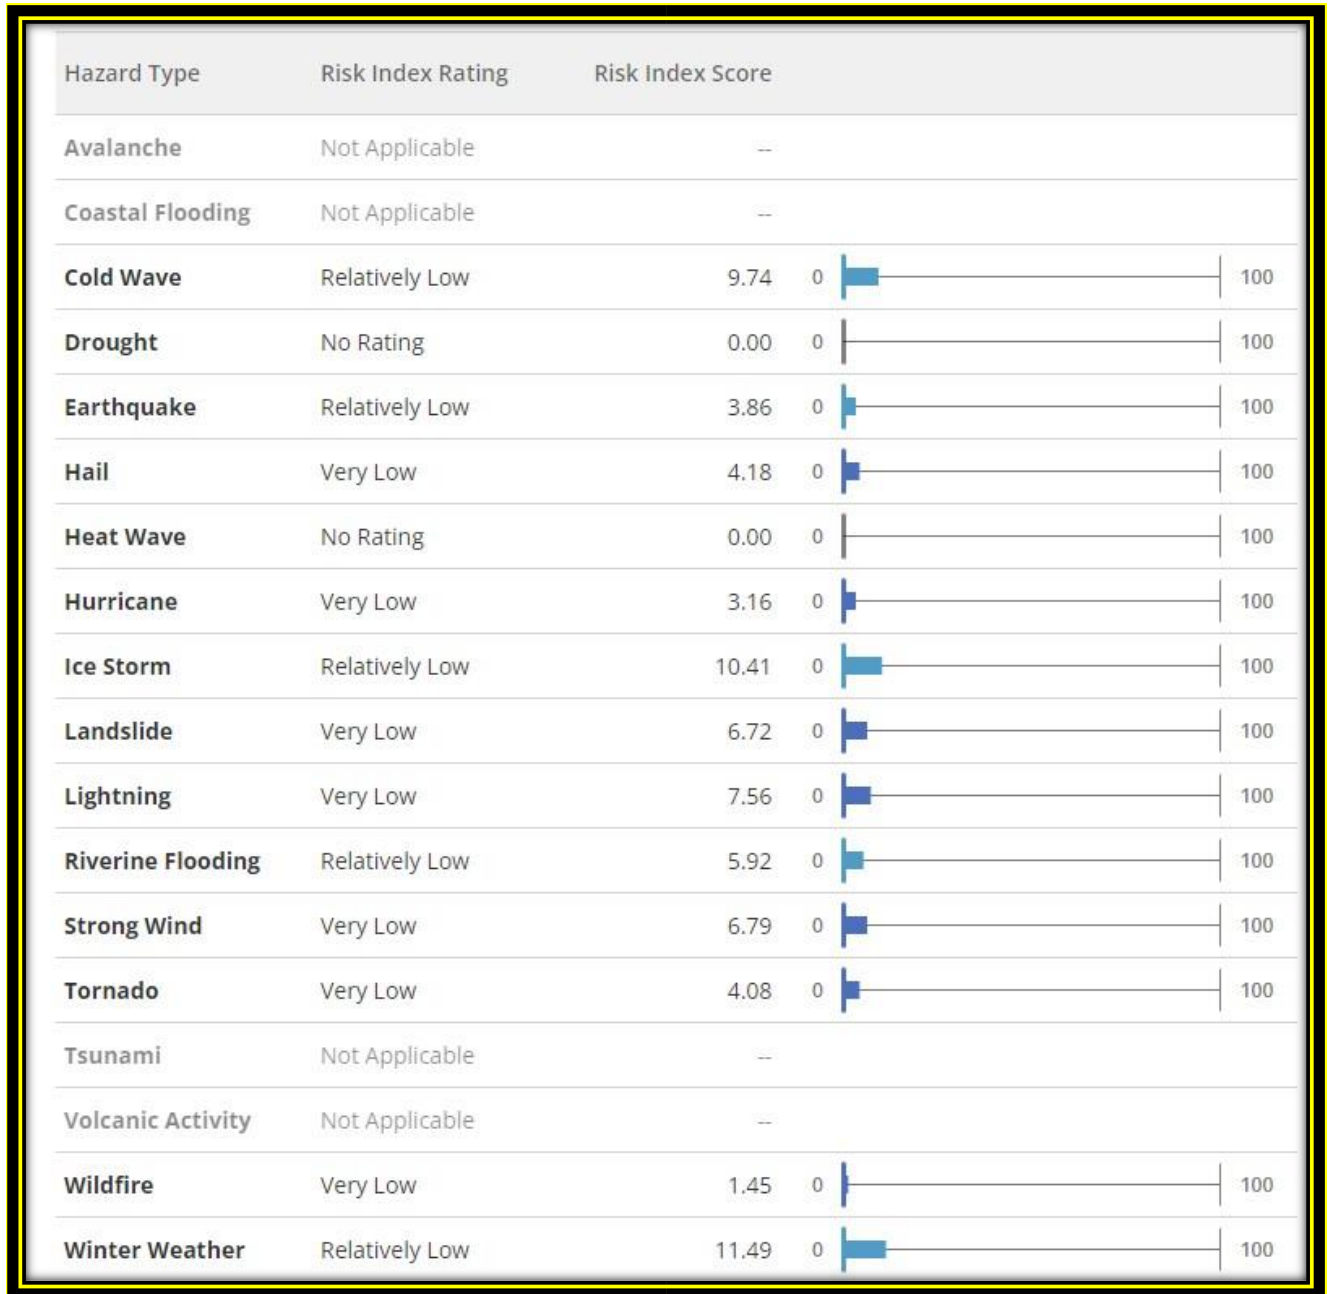 Hazard Type Risk Index Rating Risk Index Score
Avalanche Not Applicable --
Coastal Flooding Not Applicable --
Cold Wave Relatively Low 9.74 0 100
Drought No Rating 0.00 0 100
Earthquake Relatively Low 3.86 0 100
Hail Very Low 4.18 0 100
Heat Wave No Rating 0.00 0 100
Hurricane Very Low 3.16 0 100
Ice Storm Relatively Low 10.41 0 100
Landslide Very Low 6.72 0 100
Lightning Very Low 7.56 0 100
Riverine Flooding Relatively Low 5.92 0 100
Strong Wind Very Low 6.79 0 100
Tornado Very Low 4.08 0 100
Tsunami Not Applicable --
Volcanic Activity Not Applicable --
Wildfire Very Low 1.45 0 100
Winter Weather Relatively Low 11.49 0 100